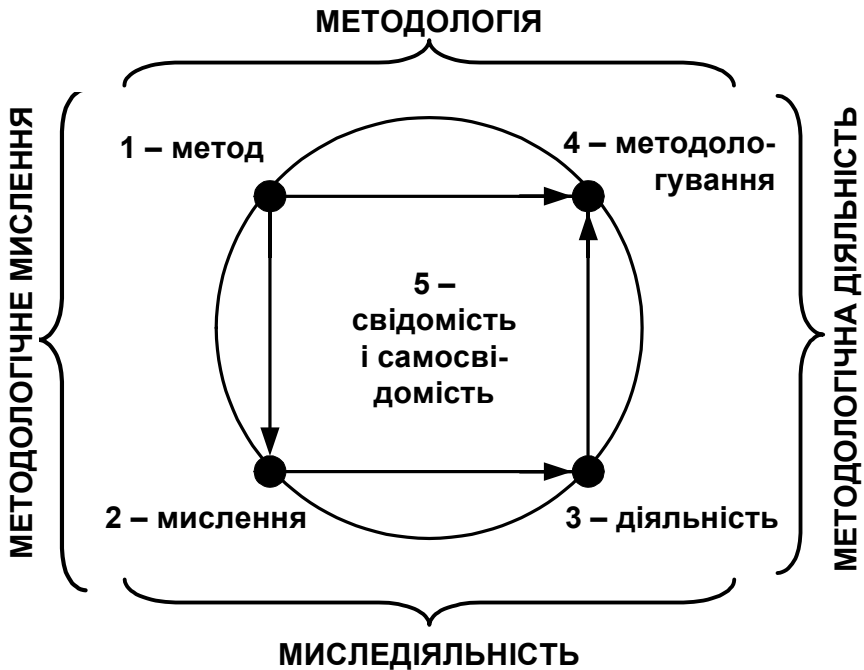 МЕТОДОЛОГІЯ
МЕТОДОЛОГІЧНЕ МИСЛЕННЯ
1 – метод
4 – методоло-
гування
5 –
свідомість
і самосві-
домість
2 – мислення
3 – діяльність
МЕТОДОЛОГІЧНА ДІЯЛЬНІСТЬ
МИСЛЕДІЯЛЬНІСТЬ